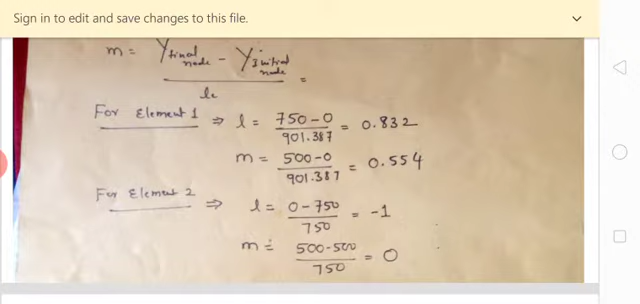 Sign in to edit and save changes to this file.
m = Y final node - Y Initial node =
le
For Element 1 ⇒ l = 750-0 / 901.387 = 0.832
m = 500-0 / 901.387 = 0.554
For Element 2 ⇒ l = 0-750 / 750 = -1
m = 500-500 / 750 = 0